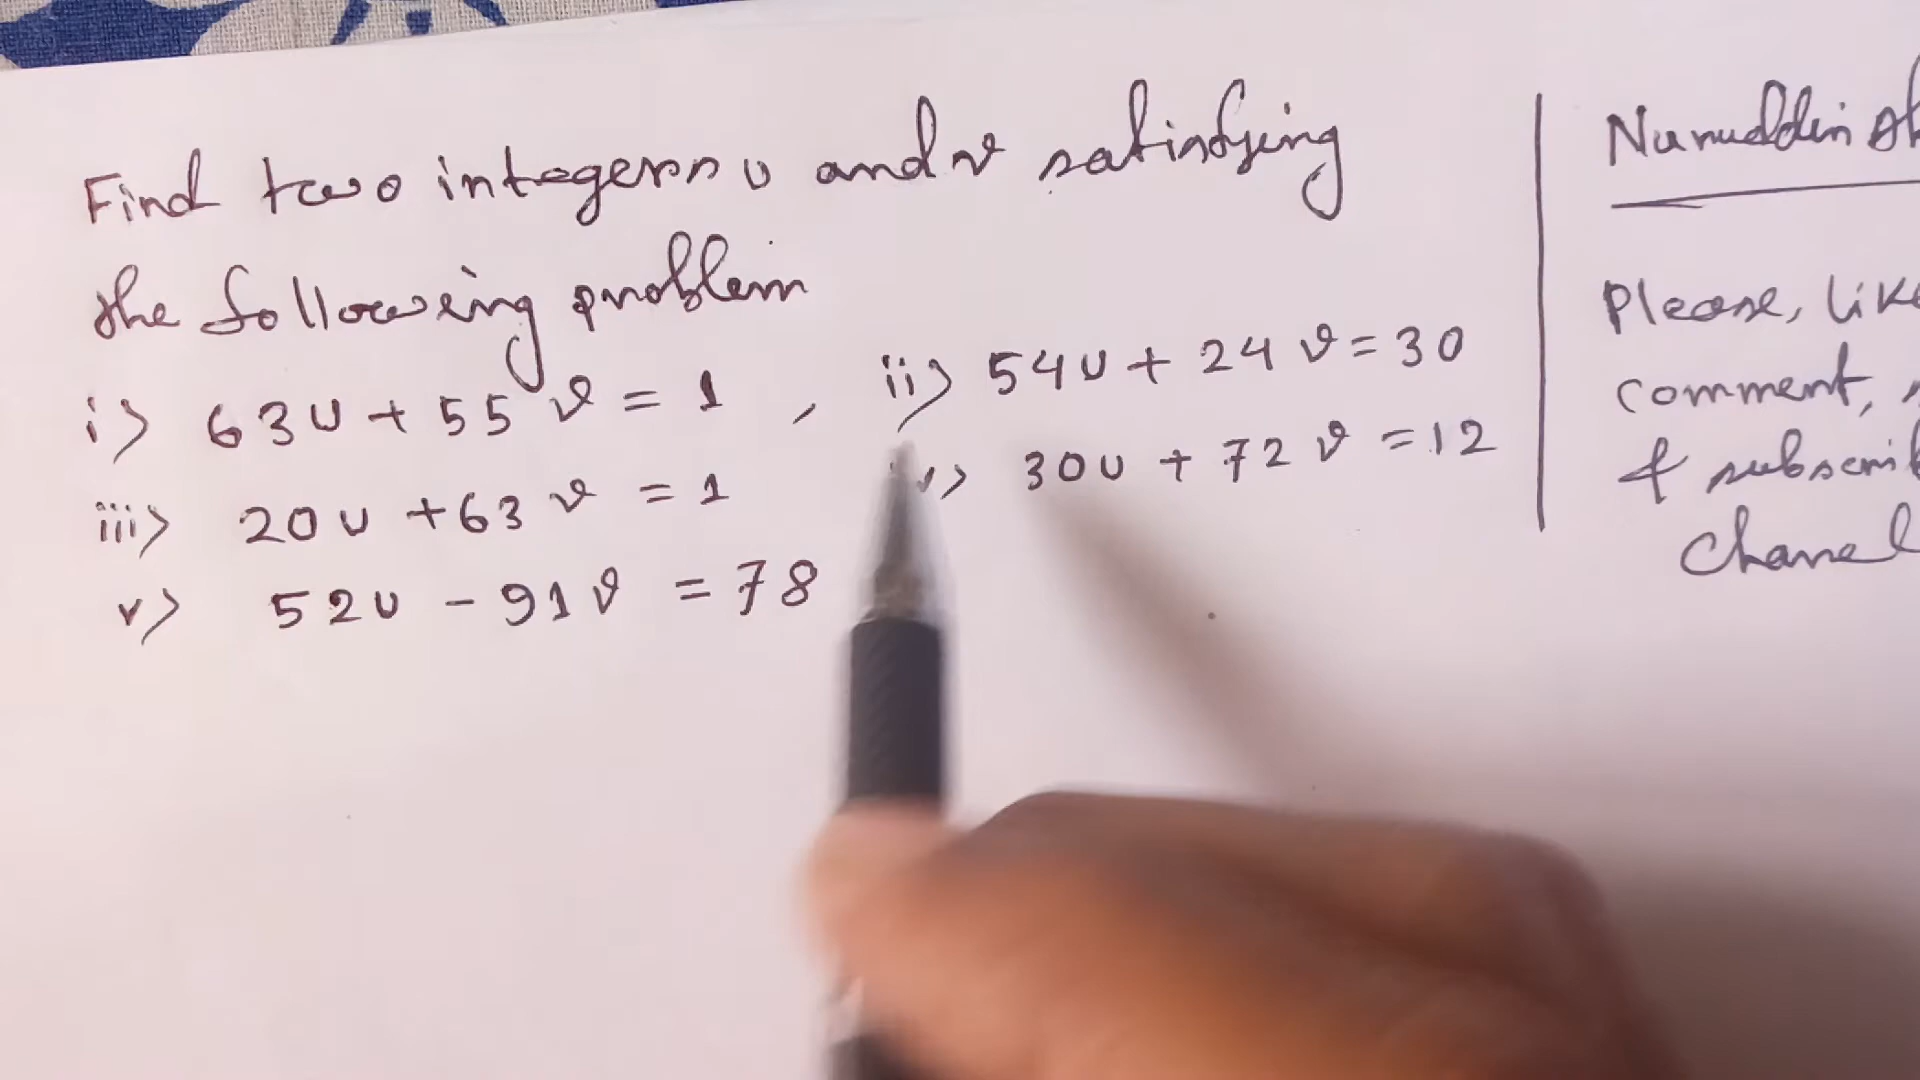 Find two integers u and v satisfying
the following problem
i> 63u + 55v = 1 , ii> 54u + 24v = 30
iii> 20u + 63v = 1 v> 30u + 72v = 12
v> 52u - 91v = 78
Nuruddin
Please,
comment,
& 
Chanel